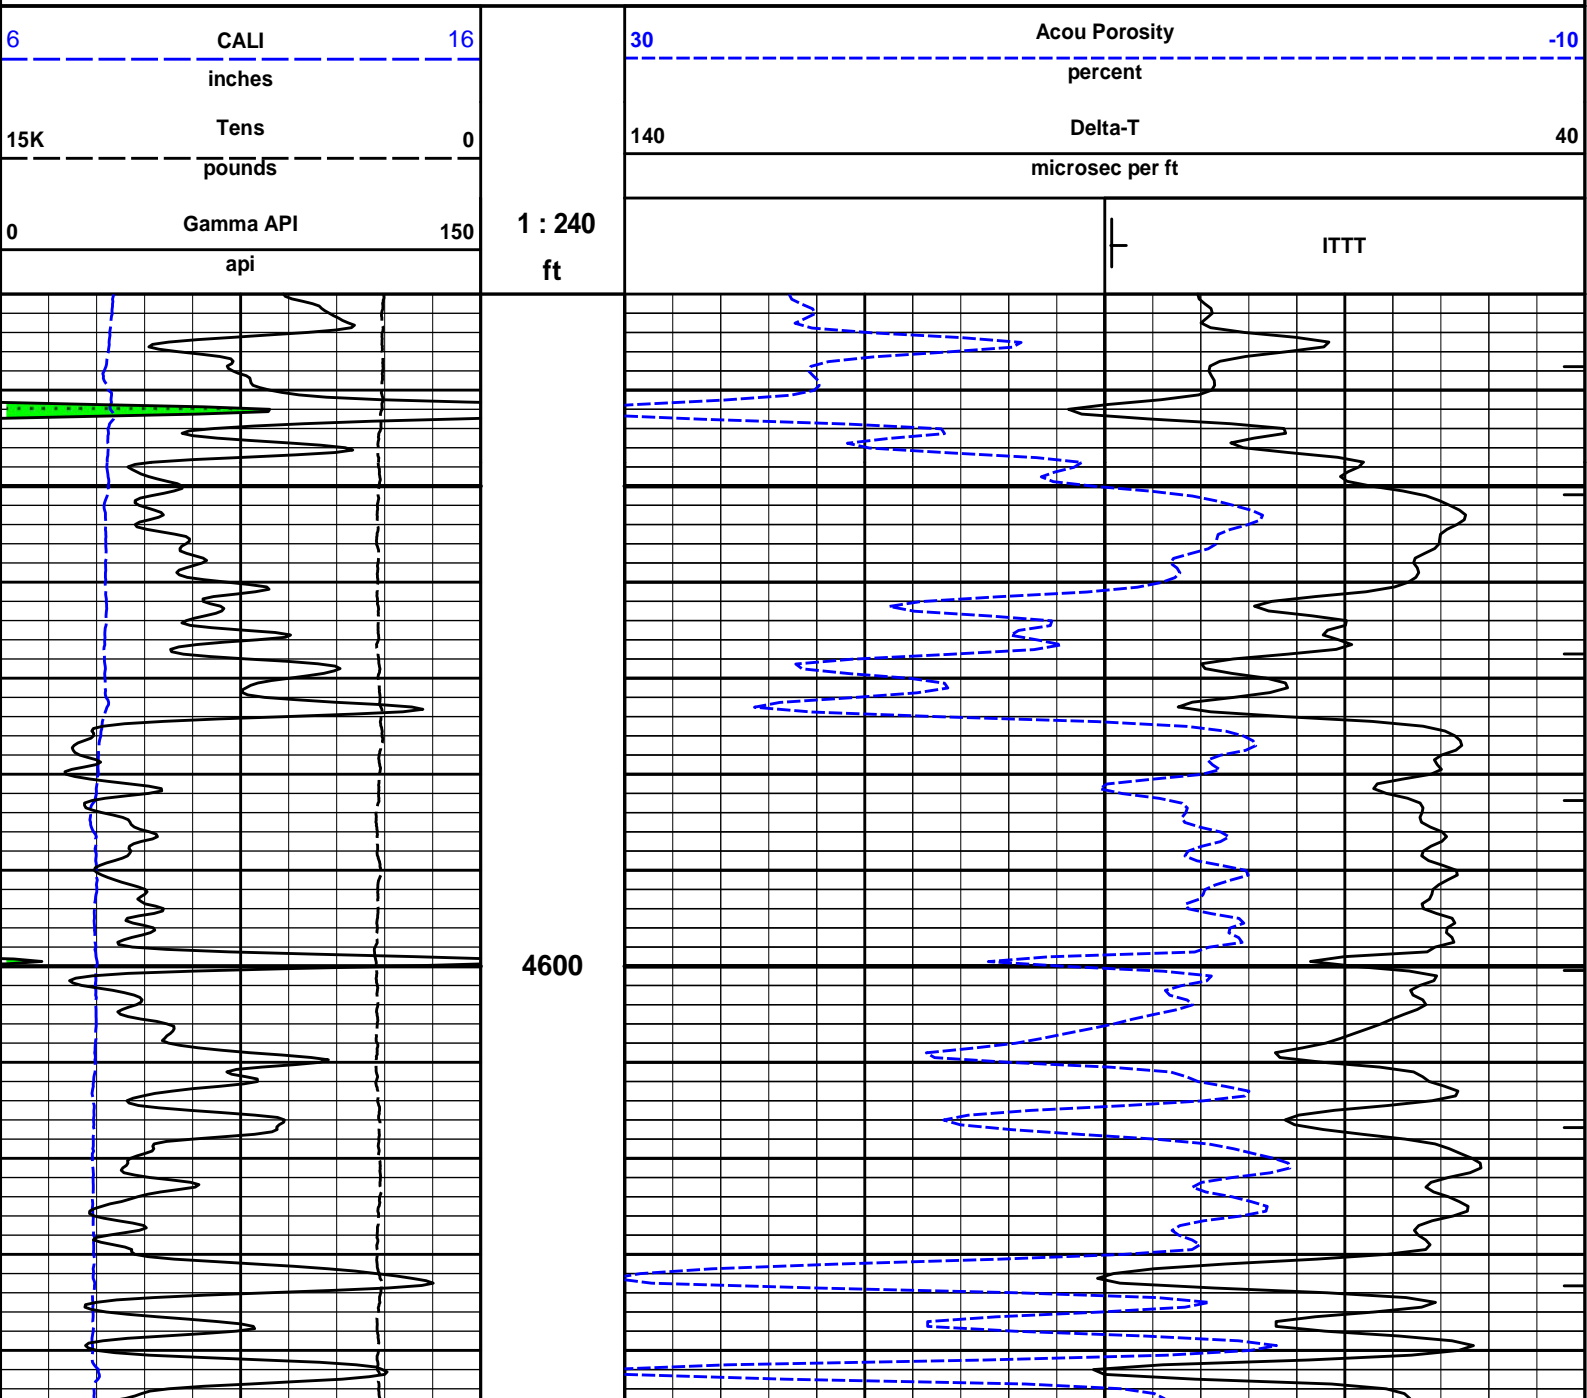 6 CALI 16
inches
Tens
15K 0
pounds
Gamma API
0 150
api
1 : 240
ft
30 Acou Porosity -10
percent
Delta-T
140 40
microsec per ft
ITTT
4600